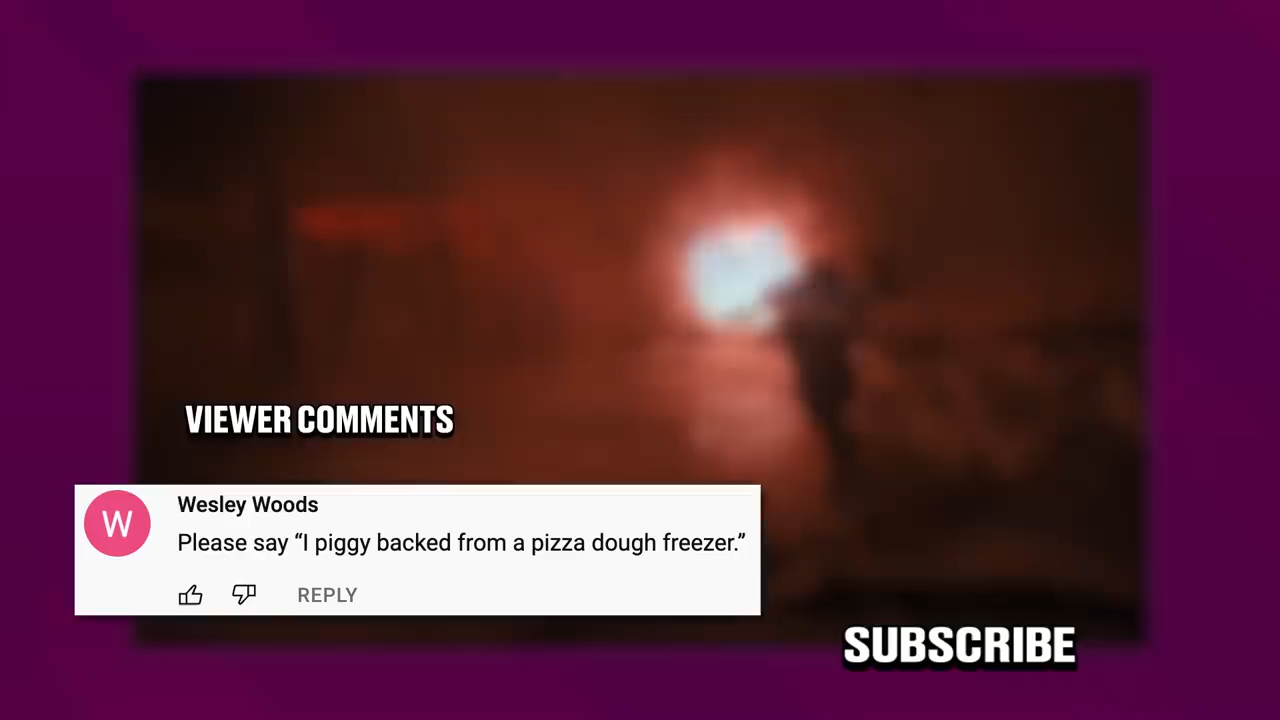 VIEWER COMMENTS
W
Wesley Woods
Please say “I piggy backed from a pizza dough freezer.”
REPLY
SUBSCRIBE